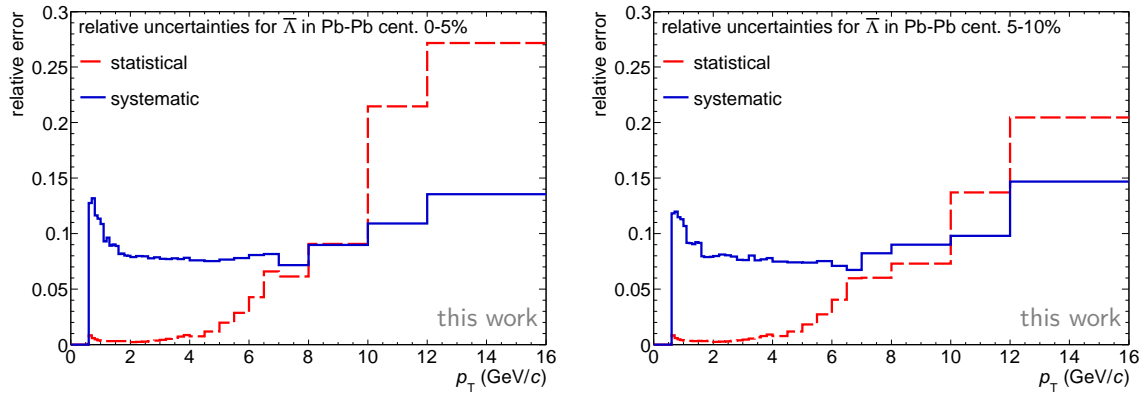 relative error
relative uncertainties for Λ̅ in Pb-Pb cent. 0-5%
statistical
systematic
0.3
0.25
0.2
0.15
0.1
0.05
0
this work
0 2 4 6 8 10 12 14 16
p_T (GeV/c)
relative error
relative uncertainties for Λ̅ in Pb-Pb cent. 5-10%
statistical
systematic
0.3
0.25
0.2
0.15
0.1
0.05
0
this work
0 2 4 6 8 10 12 14 16
p_T (GeV/c)